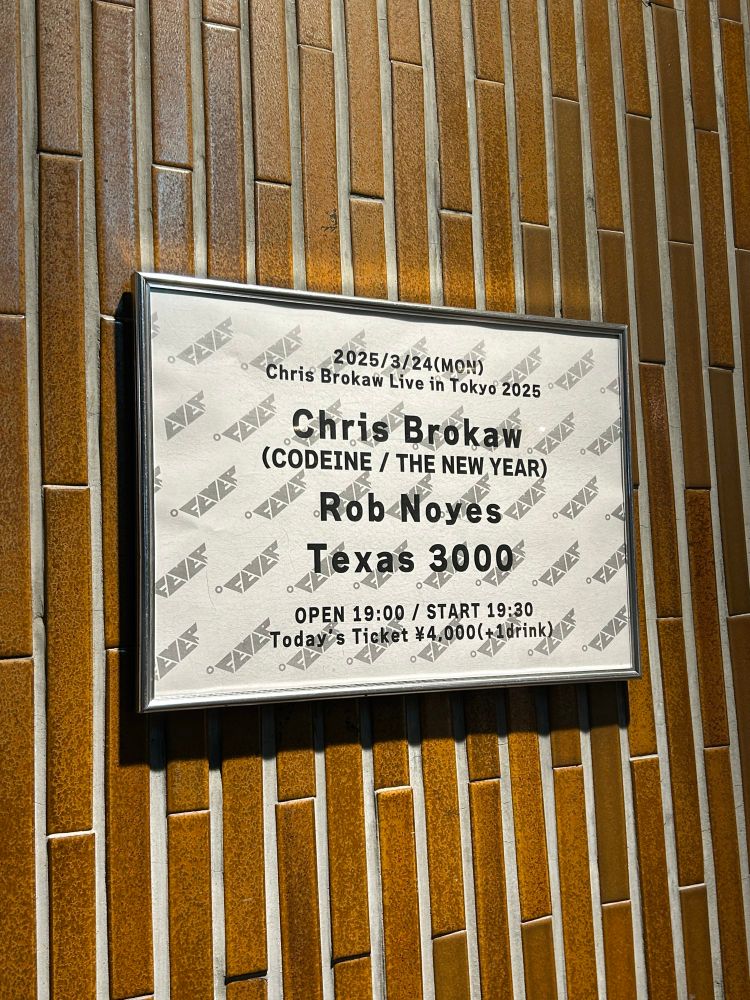 2025/3/24(MON)
Chris Brokaw Live in Tokyo 2025
Chris Brokaw
(CODEINE / THE NEW YEAR)
Rob Noyes
Texas 3000
OPEN 19:00 / START 19:30
Today's Ticket ¥4,000(+1drink)